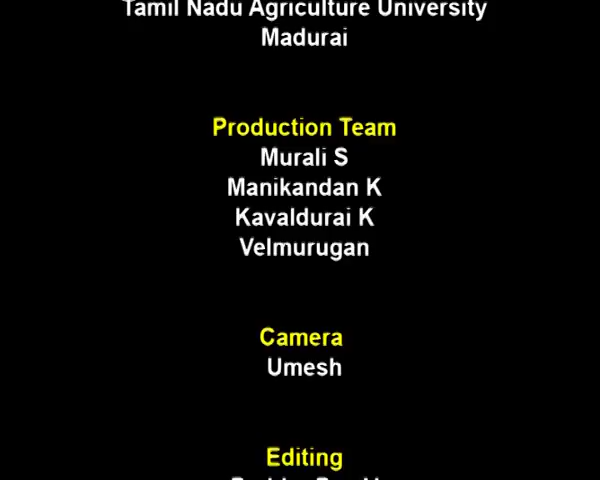 Tamil Nadu Agriculture University
Madurai
Production Team
Murali S
Manikandan K
Kavaldurai K
Velmurugan
Camera
Umesh
Editing